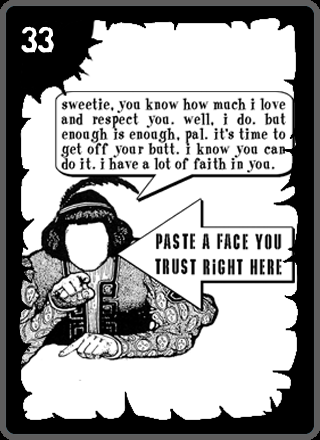 33
sweetie, you know how much i love
and respect you. well, i do. but
enough is enough, pal. it's time to
get off your butt. i know you can
do it. i have a lot of faith in you.
PASTE A FACE YOU
TRUST RiGHT HERE